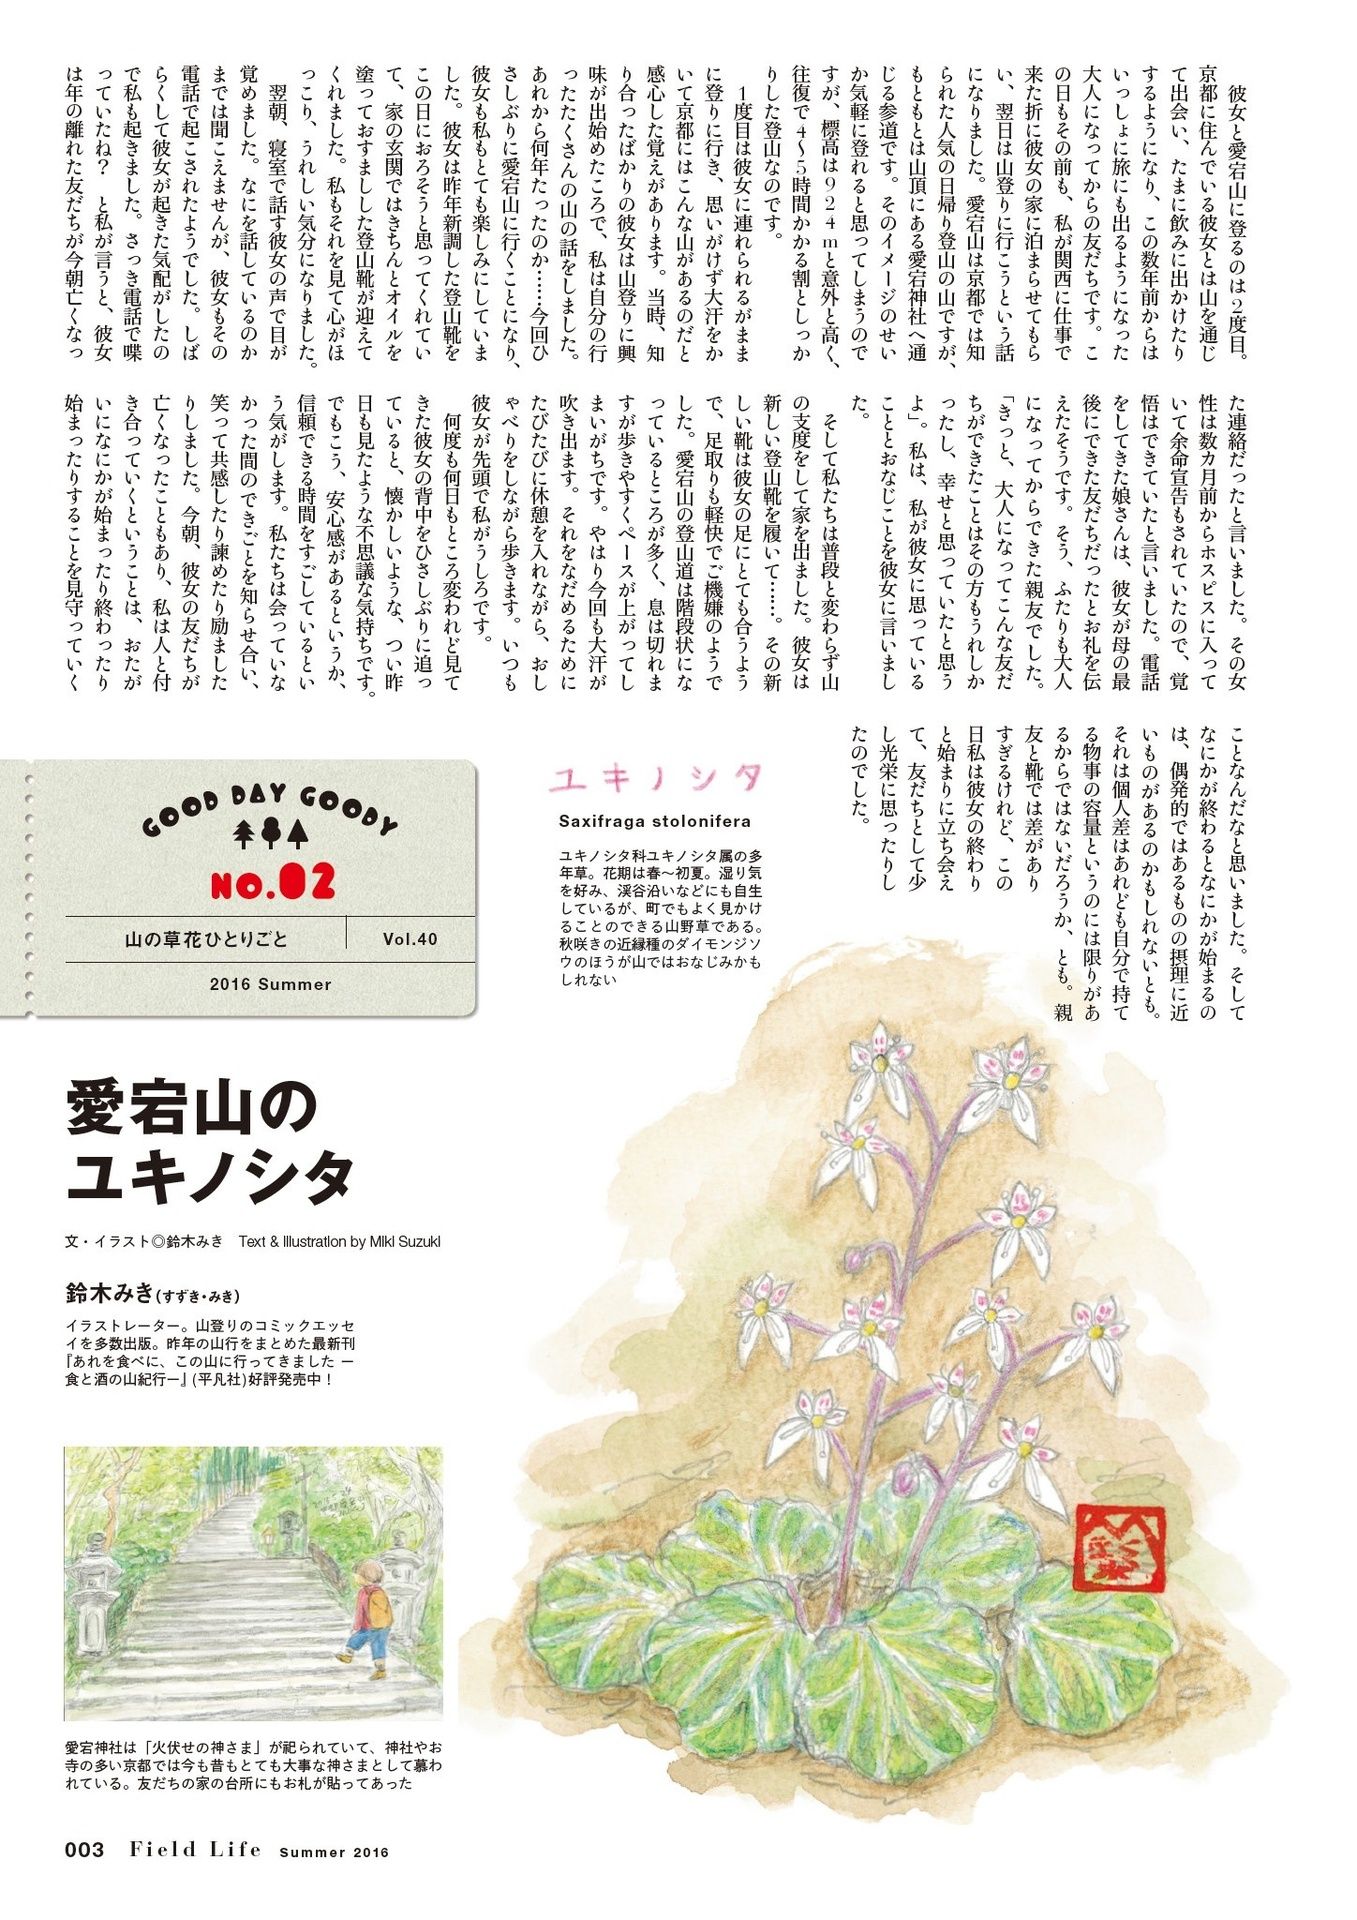 彼女と愛宕山に登るのは2度目。
京都に住んでいる彼女とは山を通じ
て出会い、たまに飲みに出かけたり
するようになり、この数年前からは
いっしょに旅にも出るようになった
大人になってからの友だちです。こ
の日もその前も、私が関西に仕事で
来た折に彼女の家に泊まらせてもら
い、翌日は山登りに行こうという話
になりました。愛宕山は京都では知
られた人気の日帰り登山の山ですが、
もともとは山頂にある愛宕神社へ通
じる参道です。そのイメージのせい
か気軽に登れると思ってしまうので
すが、標高は924mと意外と高く、
往復で4〜5時間かかる割としっか
りした登山なのです。
1度目は彼女に連れられるがまま
に登りに行き、思いがけず大汗をか
いて京都にはこんな山があるのだと
感心した覚えがあります。当時、知
り合ったばかりの彼女は山登りに興
味が出始めたころで、私は自分の行
ったたくさんの山の話をしました。
あれから何年たったのか……今回ひ
さしぶりに愛宕山に行くことになり、
彼女も私もとても楽しみにしていま
した。彼女は昨年新調した登山靴を
この日におろそうと思ってくれてい
て、家の玄関ではきちんとオイルを
塗っておすましした登山靴が迎えて
くれました。私もそれを見て心がほ
っこり、うれしい気分になりました。
翌朝、寝室で話す彼女の声で目が
覚めました。なにを話しているのか
までは聞こえませんが、彼女もその
電話で起こされたようでした。しば
らくして彼女が起きた気配がしたの
で私も起きました。さっき電話で喋
っていたね？ と私が言うと、彼女
は年の離れた友だちが今朝亡くなっ
た連絡だったと言いました。その女
性は数カ月前からホスピスに入って
いて余命宣告もされていたので、覚
悟はできていたと言いました。電話
をしてきた娘さんは、彼女が母の最
後にできた友だちだったとお礼を伝
えたそうです。そう、ふたりも大人
になってからできた親友でした。
「きっと、大人になってこんな友だ
ちができたことはその方もうれしか
ったし、幸せと思っていたと思う
よ」。私は、私が彼女に思っている
こととおなじことを彼女に言いまし
た。
そして私たちは普段と変わらず山
の支度をして家を出ました。彼女は
新しい登山靴を履いて……。その新
しい靴は彼女の足にとても合うよう
で、足取りも軽快でご機嫌のようで
した。愛宕山の登山道は階段状にな
っているところが多く、息は切れま
すが歩きやすくペースが上がってし
まいがちです。やはり今回も大汗が
吹き出ます。それをなだめるために
たびたびに休憩を入れながら、おし
ゃべりをしながら歩きます。いつも
彼女が先頭で私がうしろです。
何度も何日もところ変われど見て
きた彼女の背中をひさしぶりに追っ
ていると、懐かしいような、つい昨
日も見たような不思議な気持ちです。
でもこう、安心感があるというか、
信頼できる時間をすごしているとい
う気がします。私たちは会っていな
かった間のできごとを知らせ合い、
笑って共感したり諫めたり励ました
りしました。今朝、彼女の友だちが
亡くなったこともあり、私は人と付
き合っていくということは、おたが
いになにかが始まったり終わったり
始まったりすることを見守っていく
ことなんだなと思いました。そして
なにかが終わるとなにかが始まるの
は、偶発的ではあるものの摂理に近
いものがあるのかもしれないとも。
それは個人差はあれども自分で持て
る物事の容量というのには限りがあ
るからではないだろうか、とも。親
友と靴では差があり
すぎるけれど、この
日私は彼女の終わり
と始まりに立ち会え
て、友だちとして少
し光栄に思ったりし
たのでした。
GOOD DAY GOODY
NO.02
山の草花ひとりごと
Vol.40
2016 Summer
ユキノシタ
Saxifraga stolonifera
ユキノシタ科ユキノシタ属の多
年草。花期は春〜初夏。湿り気
を好み、渓谷沿いなどにも自生
しているが、町でもよく見かけ
ることのできる山野草である。
秋咲きの近縁種のダイモンジソ
ウのほうが山ではおなじみかも
しれない
愛宕山の
ユキノシタ
文・イラスト◎鈴木みき Text & Illustration by Miki Suzuki
鈴木みき(すずき・みき)
イラストレーター。山登りのコミックエッセ
イを多数出版。昨年の山行をまとめた最新刊
『あれを食べに、この山に行ってきました ー
食と酒の山紀行ー』(平凡社)好評発売中！
愛宕神社は「火伏せの神さま」が祀られていて、神社やお
寺の多い京都では今も昔もとても大事な神さまとして慕わ
れている。友だちの家の台所にもお札が貼ってあった
003 Field Life Summer 2016